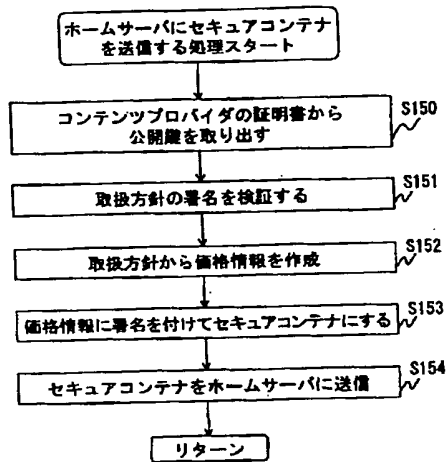 ホームサーバにセキュアコンテナ
を送信する処理スタート
コンテンツプロバイダの証明書から
公開鍵を取り出す
S150
取扱方針の署名を検証する
S151
取扱方針から価格情報を作成
S152
価格情報に署名を付けてセキュアコンテナにする
S153
セキュアコンテナをホームサーバに送信
S154
リターン